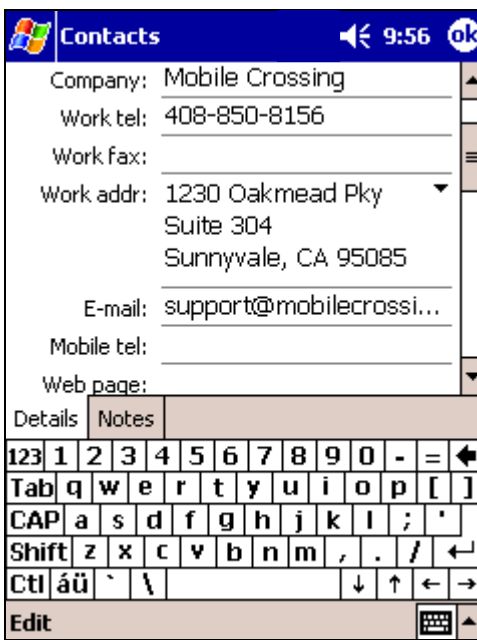 Contacts 9:56 ok
Company: Mobile Crossing
Work tel: 408-850-8156
Work fax:
Work addr: 1230 Oakmead Pky
Suite 304
Sunnyvale, CA 95085
E-mail: support@mobilecrossi...
Mobile tel:
Web page:
Details Notes
123 1 2 3 4 5 6 7 8 9 0 - = ←
Tab q w e r t y u i o p [ ]
CAP a s d f g h j k l ; '
Shift z x c v b n m , . / ↵
Ctl áü ` \ ↓ ↑ ← →
Edit